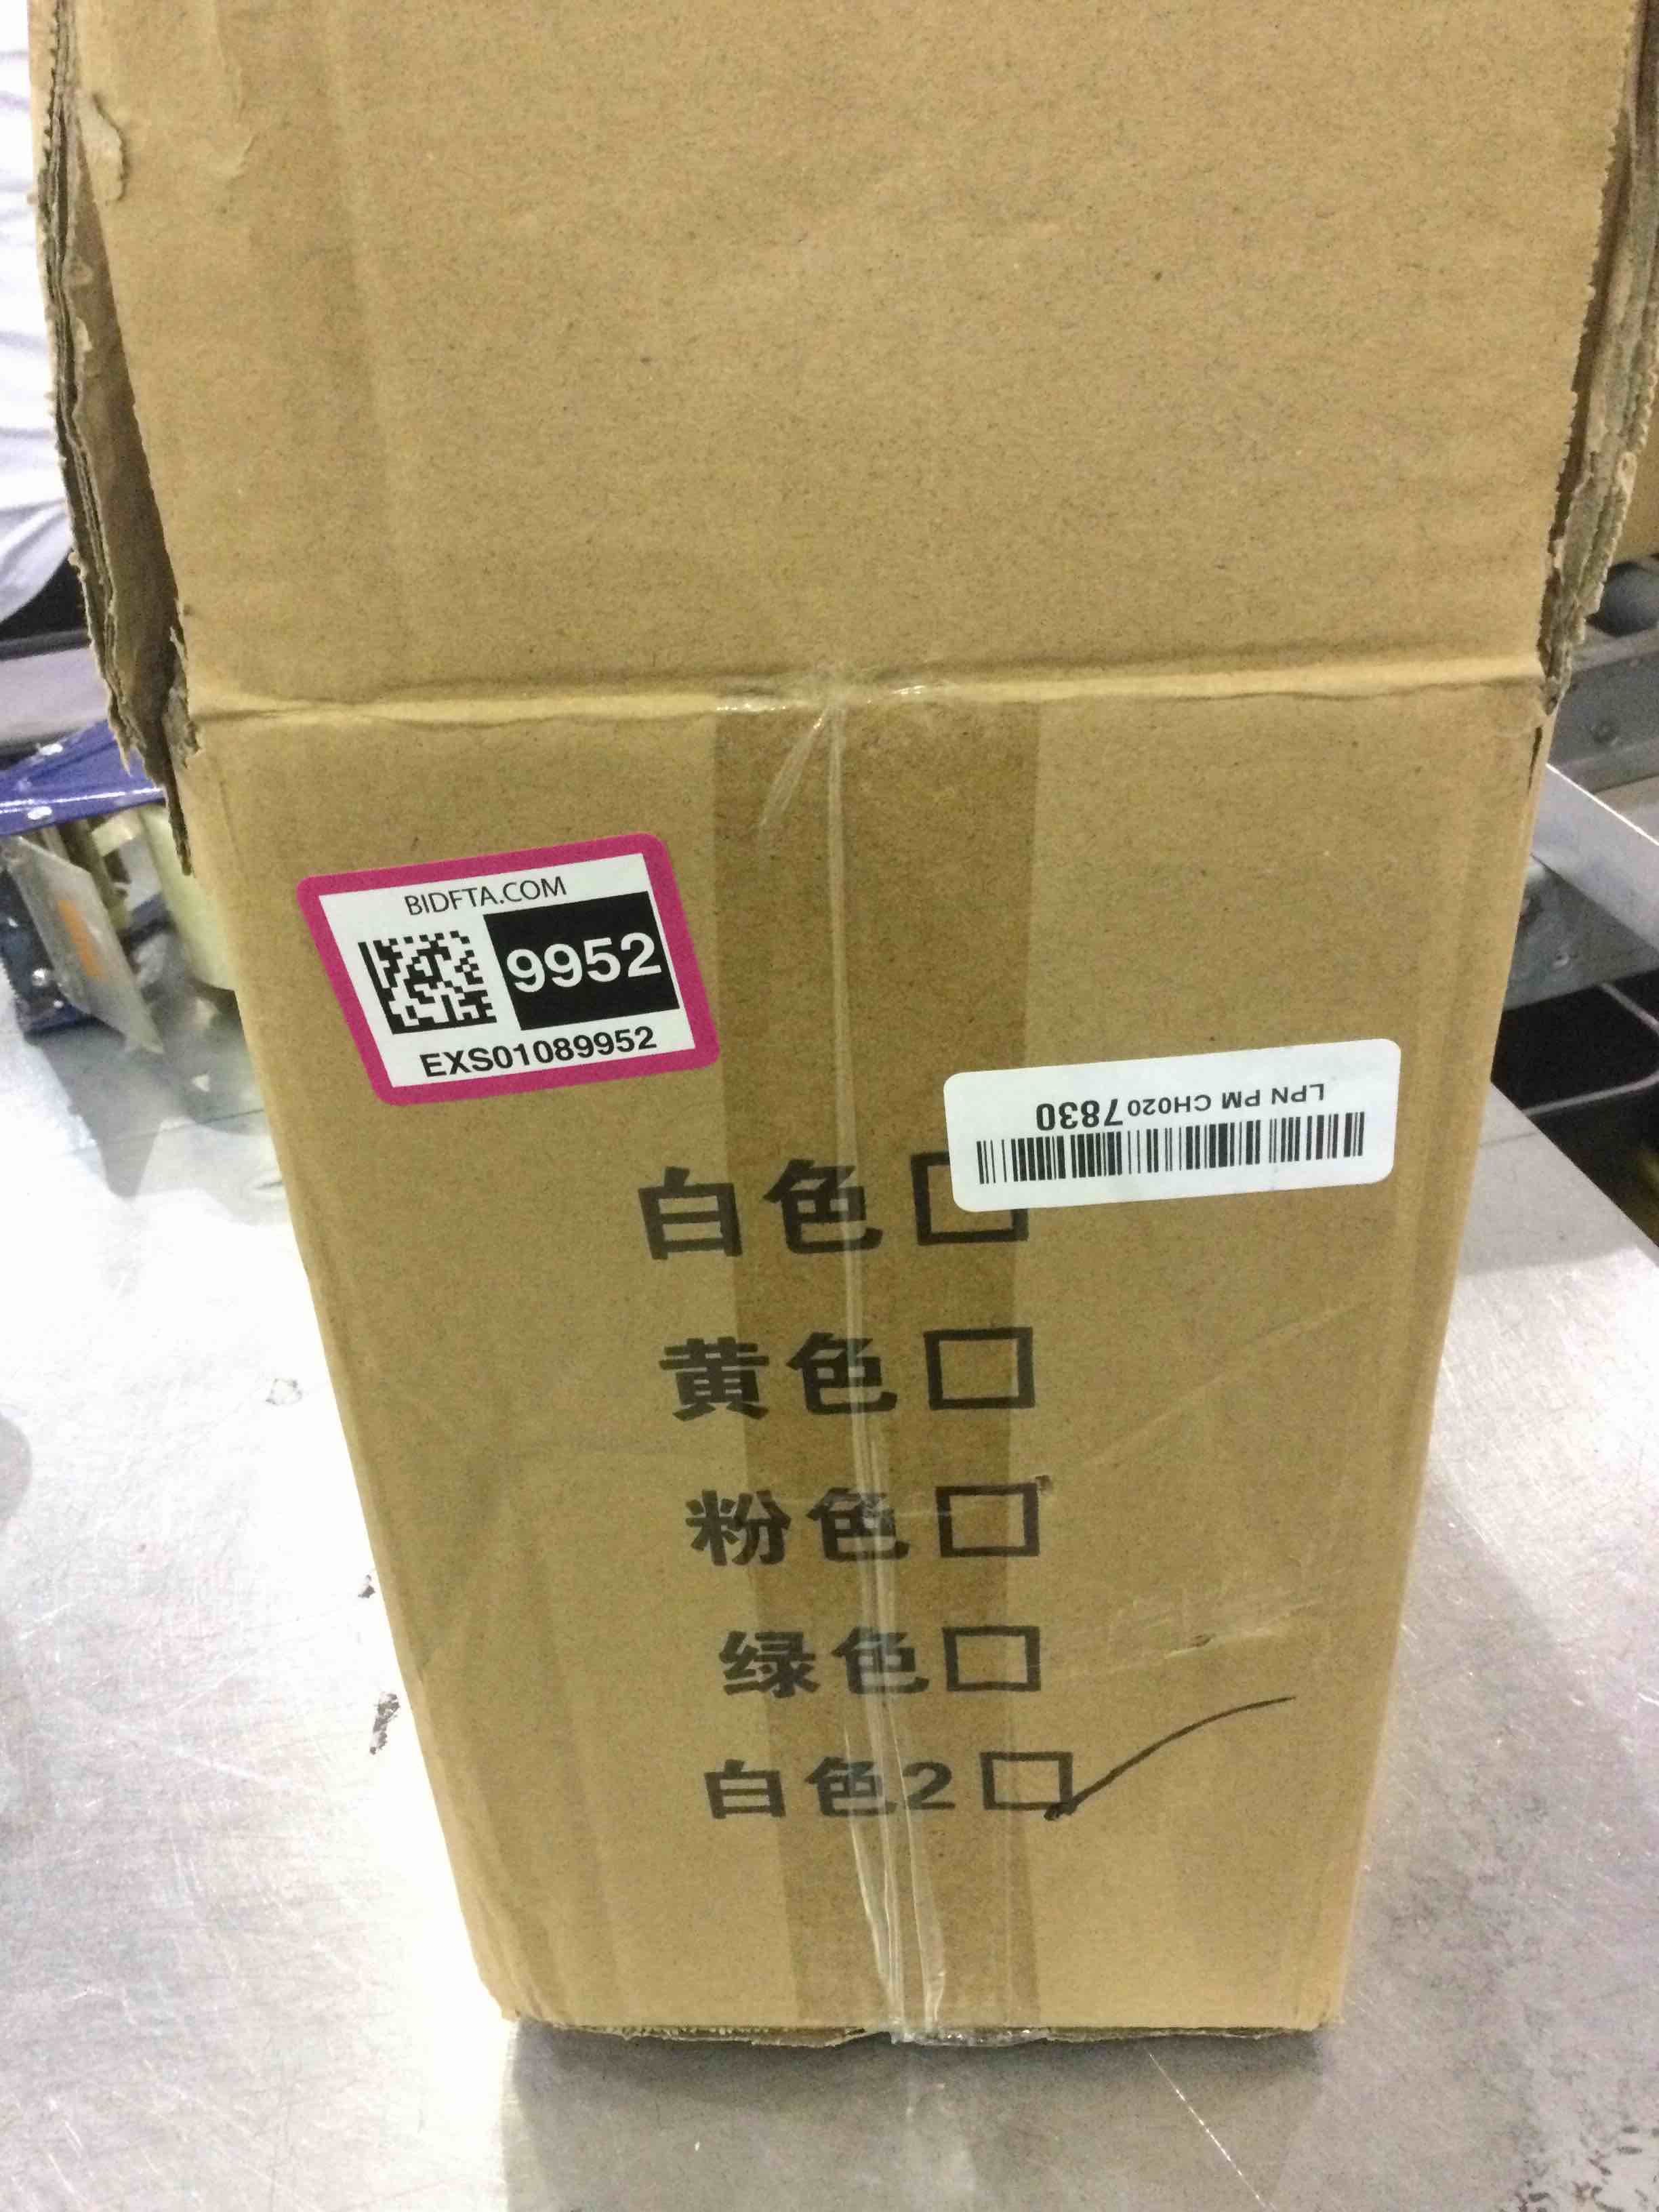 BIDFTA.COM
9952
EXS01089952
LPN PM CH0207830
白色□
黄色□
粉色□
绿色□
白色2□